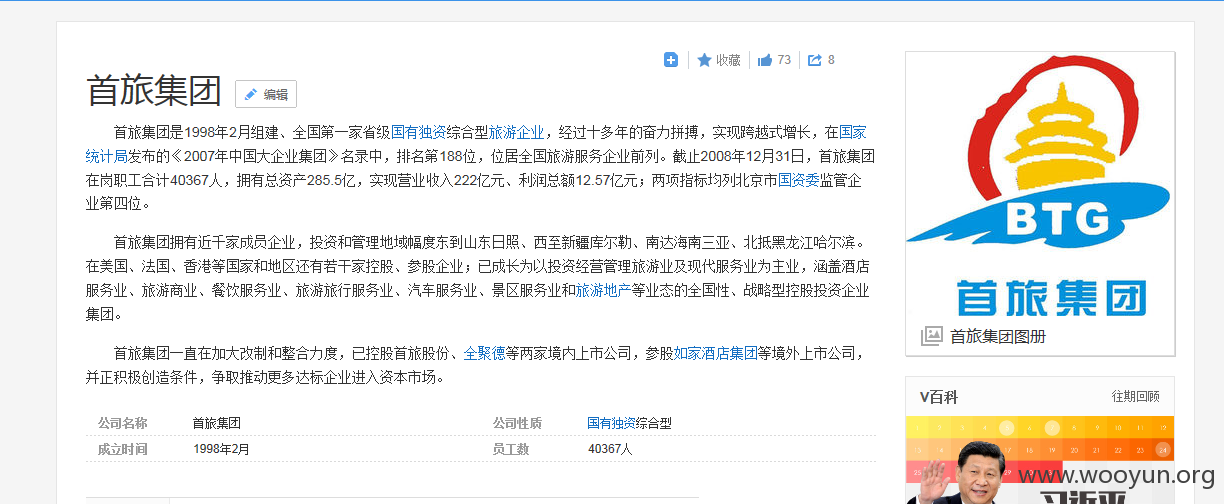 收藏 73 8
首旅集团 编辑
首旅集团是1998年2月组建、全国第一家省级国有独资综合型旅游企业，经过十多年的奋力拼搏，实现跨越式增长，在国家
统计局发布的《2007年中国大企业集团》名录中，排名第188位，位居全国旅游服务企业前列。截止2008年12月31日，首旅集团
在岗职工合计40367人，拥有总资产285.5亿，实现营业收入222亿元、利润总额12.57亿元；两项指标均列北京市国资委监管企
业第四位。
首旅集团拥有近千家成员企业，投资和管理地域幅度东到山东日照、西至新疆库尔勒、南达海南三亚、北抵黑龙江哈尔滨。
在美国、法国、香港等国家和地区还有若干家控股、参股企业；已成长为以投资经营管理旅游业及现代服务业为主业，涵盖酒店
服务业、旅游商业、餐饮服务业、旅游旅行服务业、汽车服务业、景区服务业和旅游地产等业态的全国性、战略型控股投资企业
集团。
首旅集团一直在加大改制和整合力度，已控股首旅股份、全聚德等两家境内上市公司，参股如家酒店集团等境外上市公司，
并正积极创造条件，争取推动更多达标企业进入资本市场。
公司名称 首旅集团 公司性质 国有独资综合型
成立时间 1998年2月 员工数 40367人
BTG
首旅集团
首旅集团图册
V百科 往期回顾
www.wooyun.org
习近平